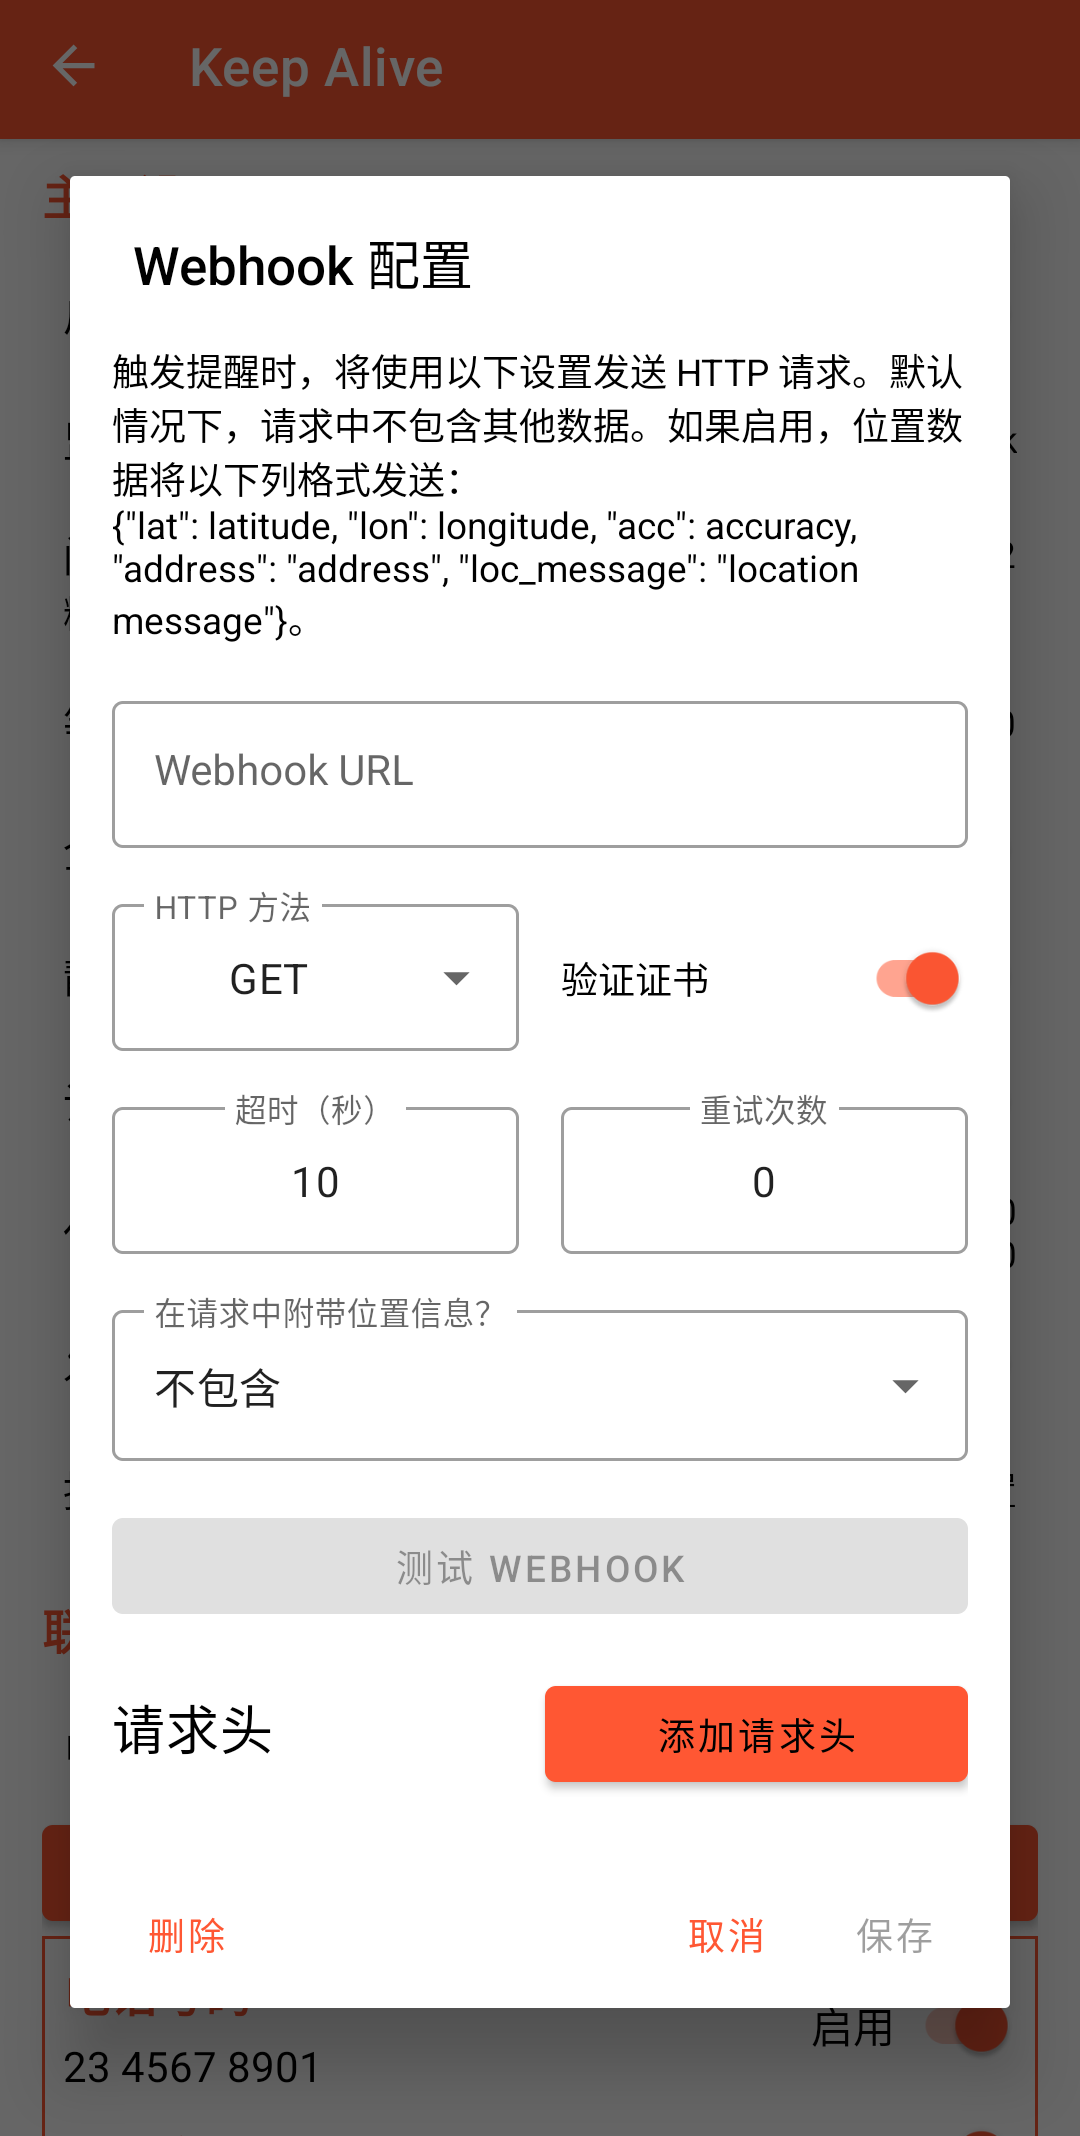 Keep Alive
Webhook 配置
触发提醒时，将使用以下设置发送 HTTP 请求。默认
情况下，请求中不包含其他数据。如果启用，位置数
据将以下列格式发送：
{"lat": latitude, "lon": longitude, "acc": accuracy,
"address": "address", "loc_message": "location
message"}。
Webhook URL
HTTP 方法
GET
验证证书
超时（秒）
10
重试次数
0
在请求中附带位置信息？
不包含
测试 WEBHOOK
请求头
添加请求头
删除
取消
保存
启用
23 4567 8901